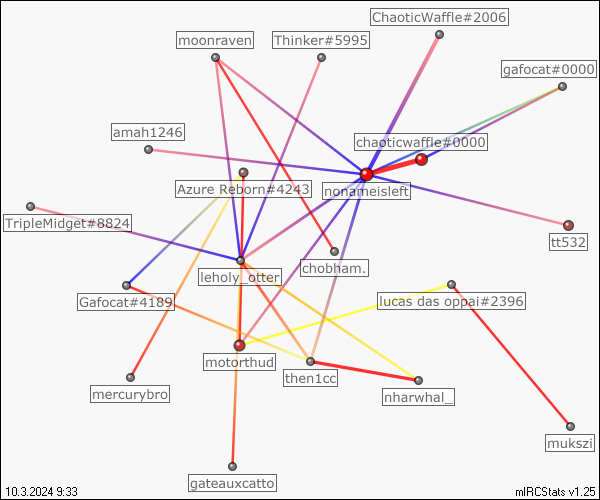 ChaoticWaffle#2006
moonraven
Thinker#5995
gafocat#0000
amah1246
chaoticwaffle#0000
Azure Reborn#4243
nonameisleft
TripleMidget#8824
tt532
chobham.
leholy_otter
Gafocat#4189
lucas das oppai#2396
motorthud
then1cc
mercurybro
nharwhal_
mukszi
gateauxcatto
10.3.2024 9:33
mIRCStats v1.25